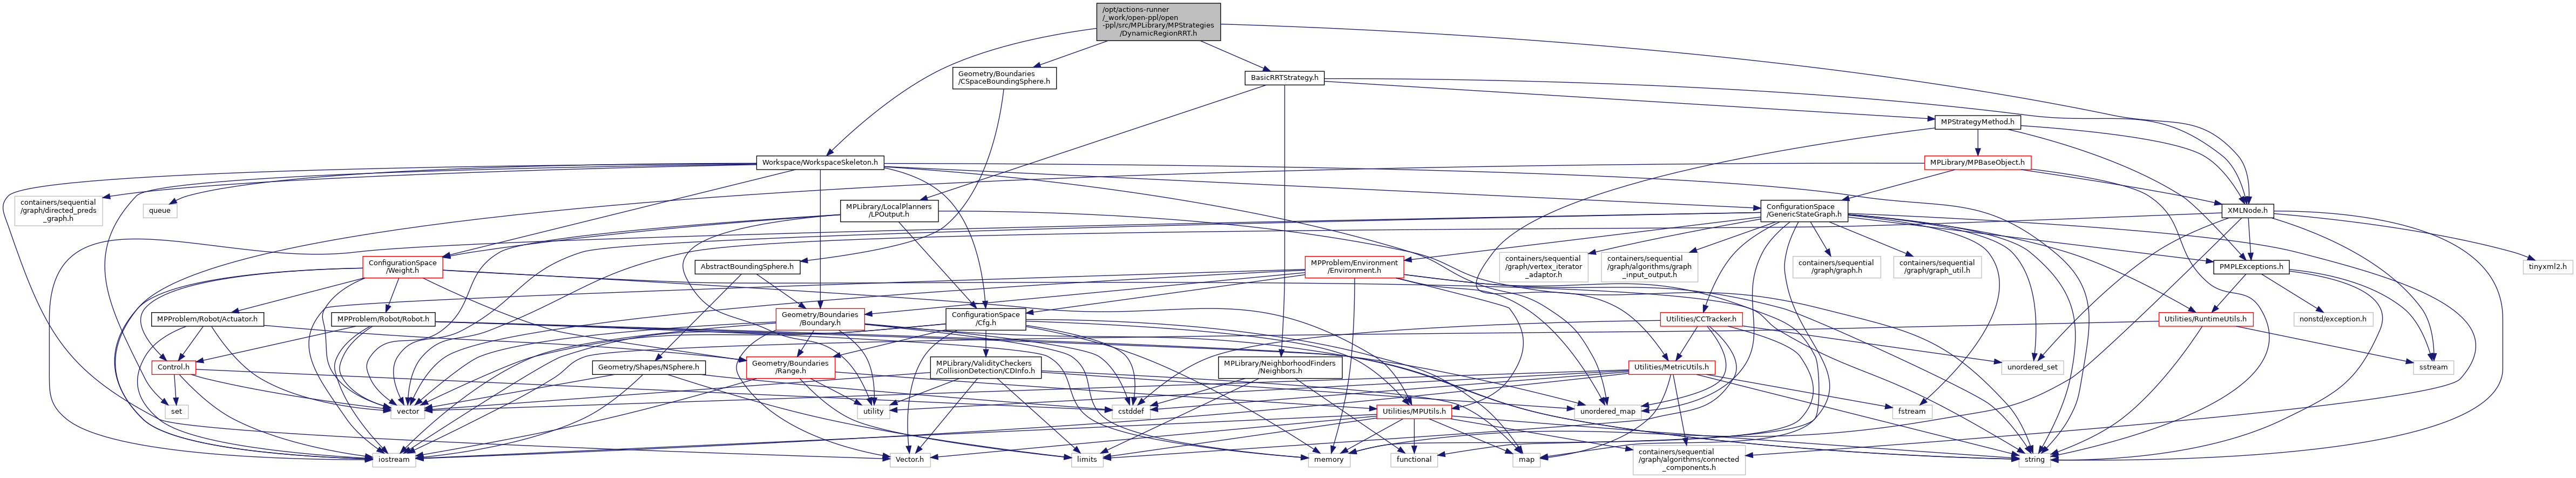 /opt/actions-runner
/_work/open-ppl/open
-ppl/src/MPLibrary/MPStrategies
/DynamicRegionRRT.h
Geometry/Boundaries
/CSpaceBoundingSphere.h
BasicRRTStrategy.h
MPStrategyMethod.h
Workspace/WorkspaceSkeleton.h
MPLibrary/MPBaseObject.h
containers/sequential
/graph/directed_preds
_graph.h
queue
MPLibrary/LocalPlanners
/LPOutput.h
ConfigurationSpace
/GenericStateGraph.h
XMLNode.h
ConfigurationSpace
/Weight.h
AbstractBoundingSphere.h
MPProblem/Environment
/Environment.h
containers/sequential
/graph/vertex_iterator
_adaptor.h
containers/sequential
/graph/algorithms/graph
_input_output.h
containers/sequential
/graph/graph.h
containers/sequential
/graph/graph_util.h
PMPLExceptions.h
tinyxml2.h
MPProblem/Robot/Actuator.h
MPProblem/Robot/Robot.h
Geometry/Boundaries
/Boundary.h
ConfigurationSpace
/Cfg.h
Utilities/CCTracker.h
Utilities/RuntimeUtils.h
nonstd/exception.h
Control.h
Geometry/Shapes/NSphere.h
Geometry/Boundaries
/Range.h
MPLibrary/ValidityCheckers
/CollisionDetection/CDInfo.h
MPLibrary/NeighborhoodFinders
/Neighbors.h
Utilities/MetricUtils.h
unordered_set
sstream
set
vector
utility
cstddef
Utilities/MPUtils.h
unordered_map
fstream
iostream
Vector.h
limits
memory
functional
map
containers/sequential
/graph/algorithms/connected
_components.h
string